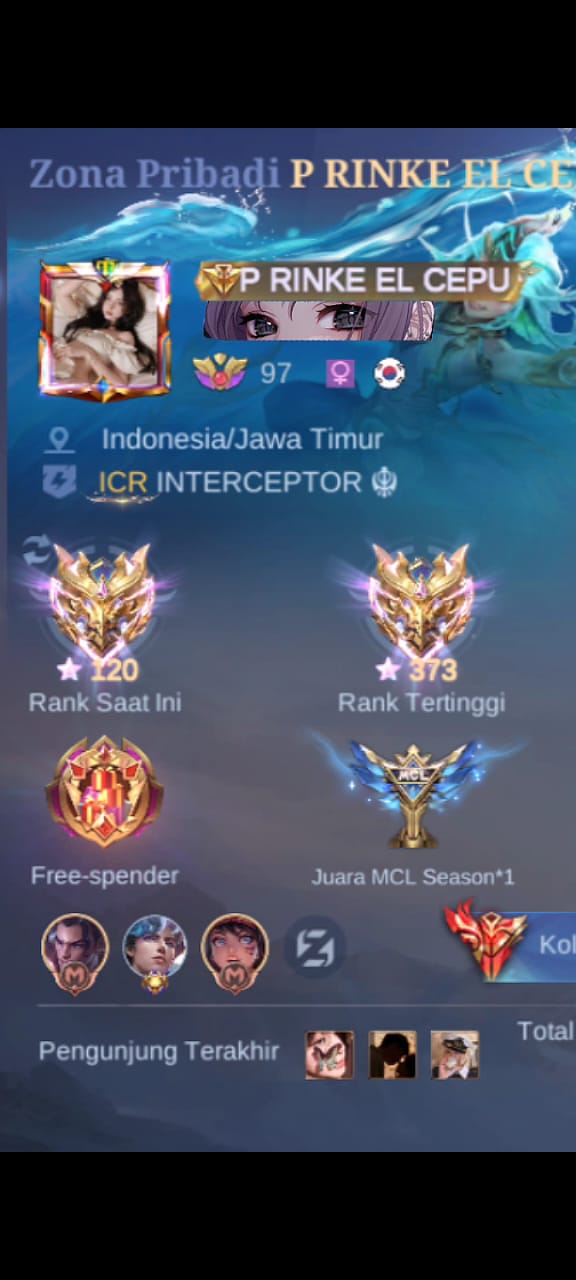 Zona Pribadi P RINKE EL CE
P RINKE EL CEPU
97
Indonesia/Jawa Timur
ICR INTERCEPTOR
120
373
Rank Saat Ini
Rank Tertinggi
MCL
Free-spender
Juara MCL Season*1
M
M
Kol
Pengunjung Terakhir
Total